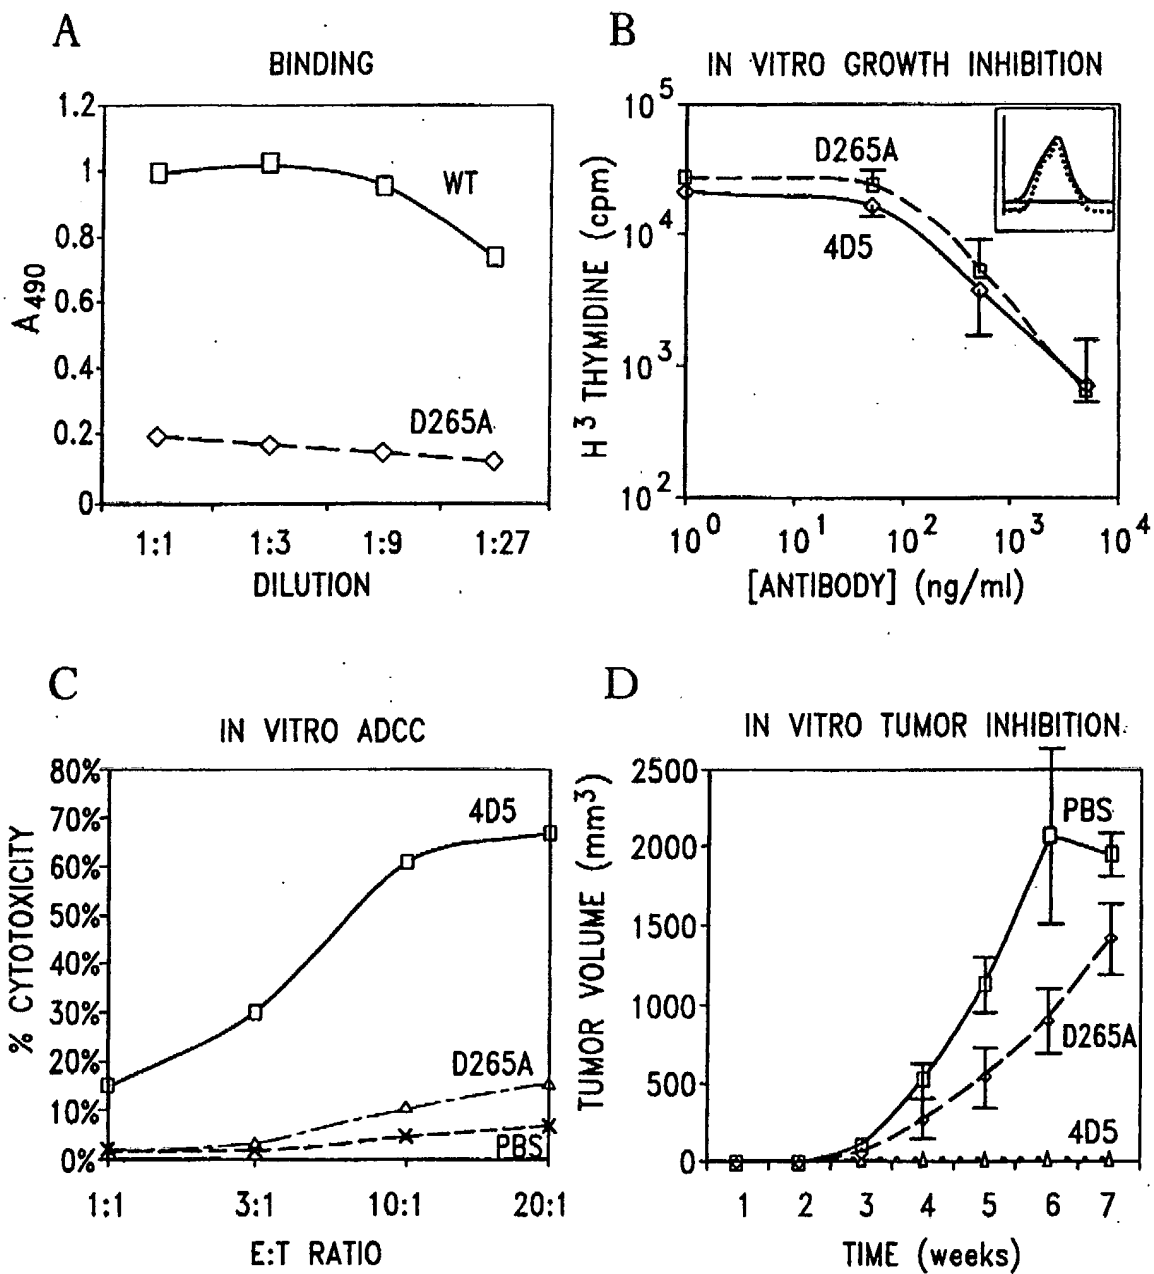 A
BINDING
1.2
1
0.8
0.6
0.4
0.2
0
A490
WT
D265A
1:1 1:3 1:9 1:27
DILUTION
B
IN VITRO GROWTH INHIBITION
10^5
10^4
10^3
10^2
H^3 THYMIDINE (cpm)
D265A
4D5
10^0 10^1 10^2 10^3 10^4
[ANTIBODY] (ng/ml)
C
IN VITRO ADCC
80%
70%
60%
50%
40%
30%
20%
10%
0%
% CYTOTOXICITY
4D5
D265A
PBS
1:1 3:1 10:1 20:1
E:T RATIO
D
IN VITRO TUMOR INHIBITION
2500
2000
1500
1000
500
0
TUMOR VOLUME (mm^3)
PBS
D265A
4D5
1 2 3 4 5 6 7
TIME (weeks)